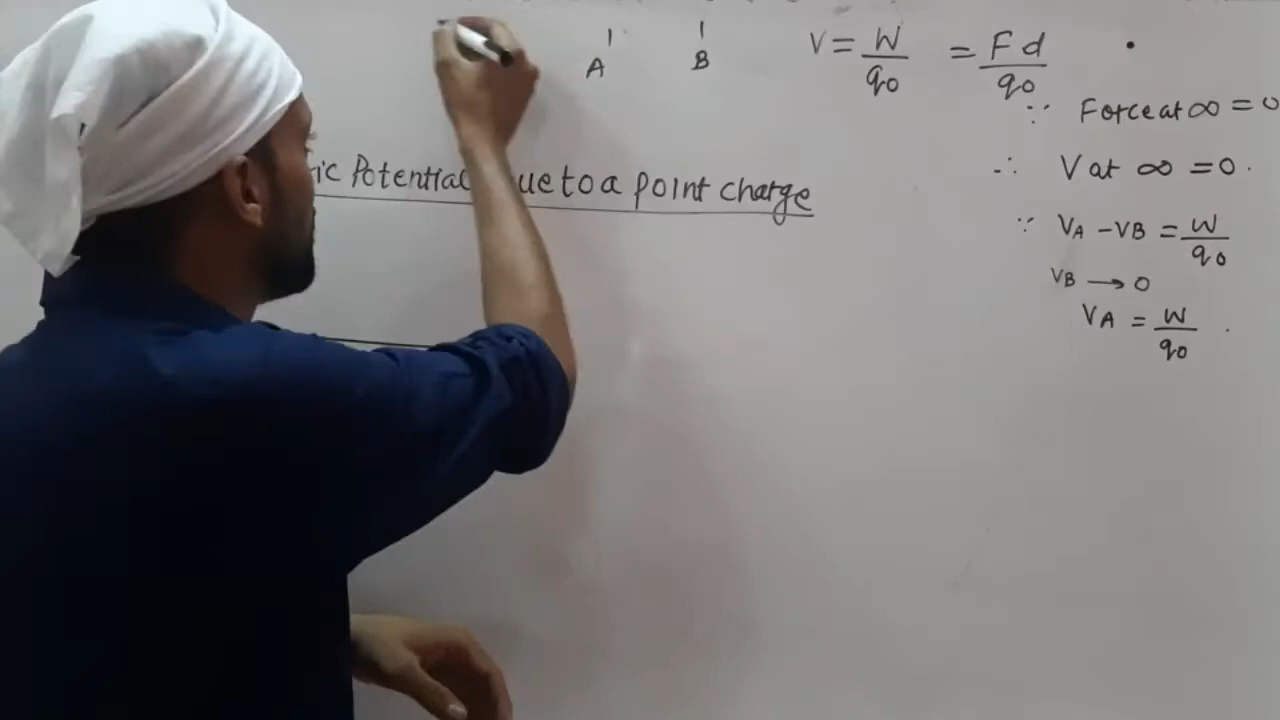 A B
V = W/q0 = Fd/q0
∵ Force at ∞ = 0
∴ V at ∞ = 0.
∵ VA - VB = W/q0
VB → 0
VA = W/q0
ic Potential ue to a point charge